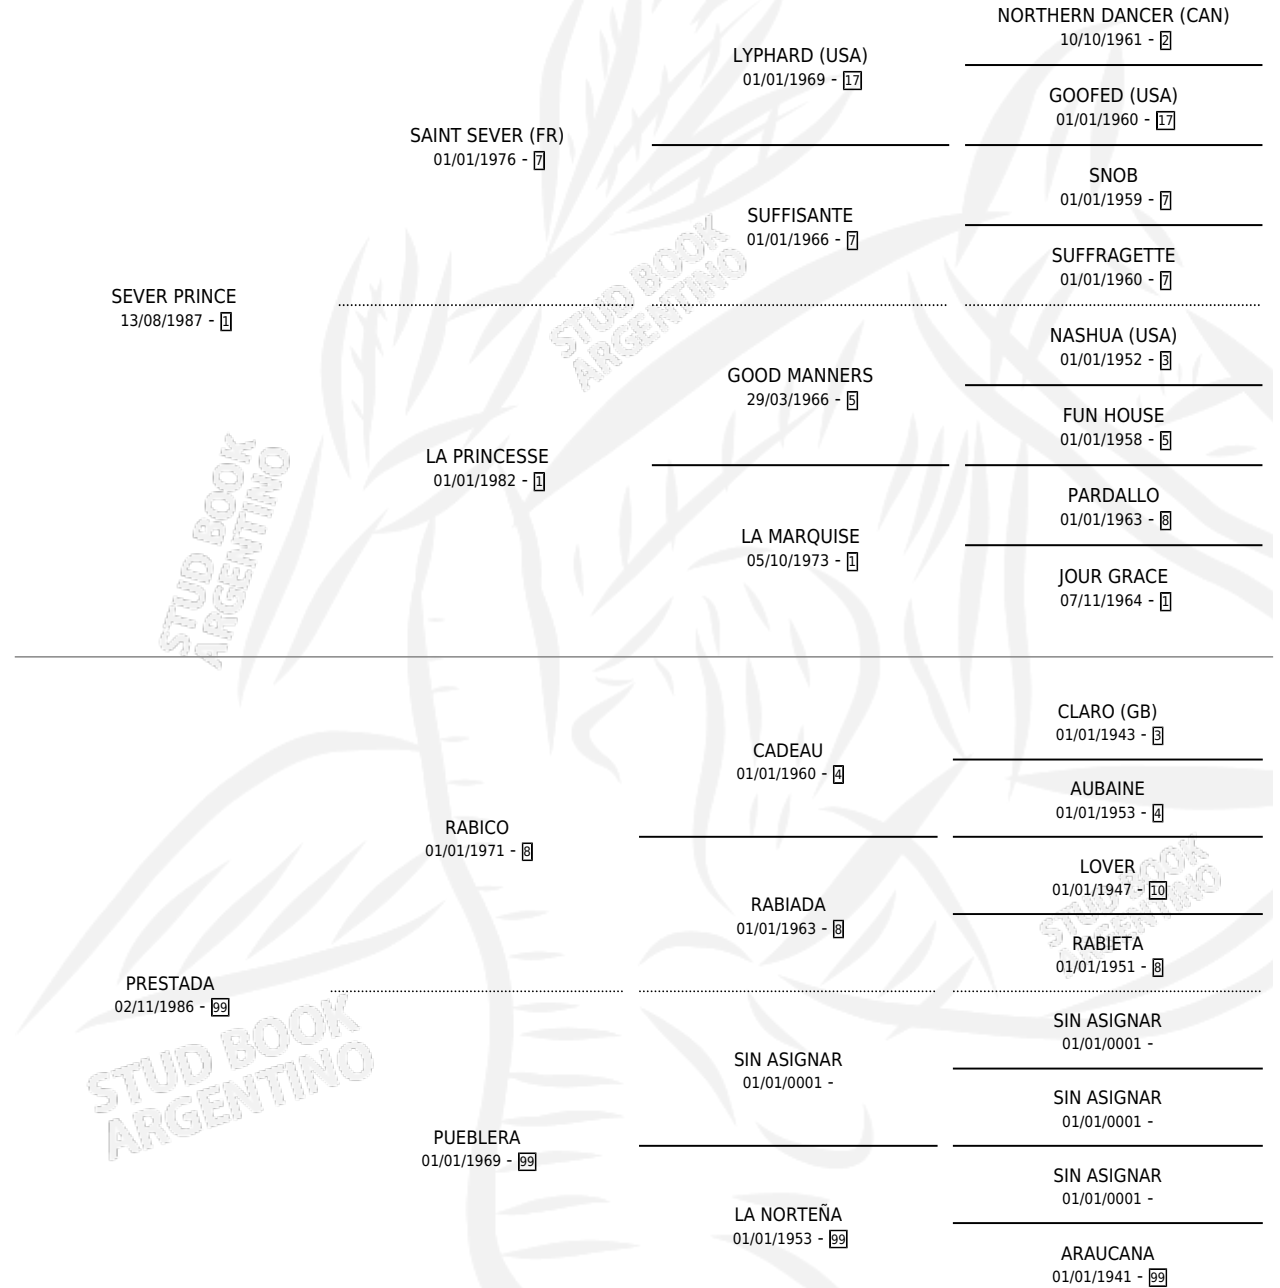 NORTHERN DANCER (CAN)
10/10/1961 - 2
LYPHARD (USA)
01/01/1969 - 17
GOOFED (USA)
01/01/1960 - 17
SAINT SEVER (FR)
01/01/1976 - 7
SNOB
01/01/1959 - 7
SUFFISANTE
01/01/1966 - 7
SUFFRAGETTE
01/01/1960 - 7
SEVER PRINCE
13/08/1987 - 1
NASHUA (USA)
01/01/1952 - 3
GOOD MANNERS
29/03/1966 - 5
FUN HOUSE
01/01/1958 - 5
LA PRINCESSE
01/01/1982 - 1
PARDALLO
01/01/1963 - 8
LA MARQUISE
05/10/1973 - 1
JOUR GRACE
07/11/1964 - 1
STUD BOOK
ARGENTINO
STUD BOOK
ARGENTINO
CLARO (GB)
01/01/1943 - 3
CADEAU
01/01/1960 - 4
AUBAINE
01/01/1953 - 4
RABICO
01/01/1971 - 8
LOVER
01/01/1947 - 10
RABIADA
01/01/1963 - 8
RABIETA
01/01/1951 - 8
PRESTADA
02/11/1986 - 99
SIN ASIGNAR
01/01/0001 -
SIN ASIGNAR
01/01/0001 -
SIN ASIGNAR
01/01/0001 -
PUEBLERA
01/01/1969 - 99
SIN ASIGNAR
01/01/0001 -
LA NORTEÑA
01/01/1953 - 99
ARAUCANA
01/01/1941 - 99
STUD BOOK
ARGENTINO
STUD BOOK
ARGENTINO